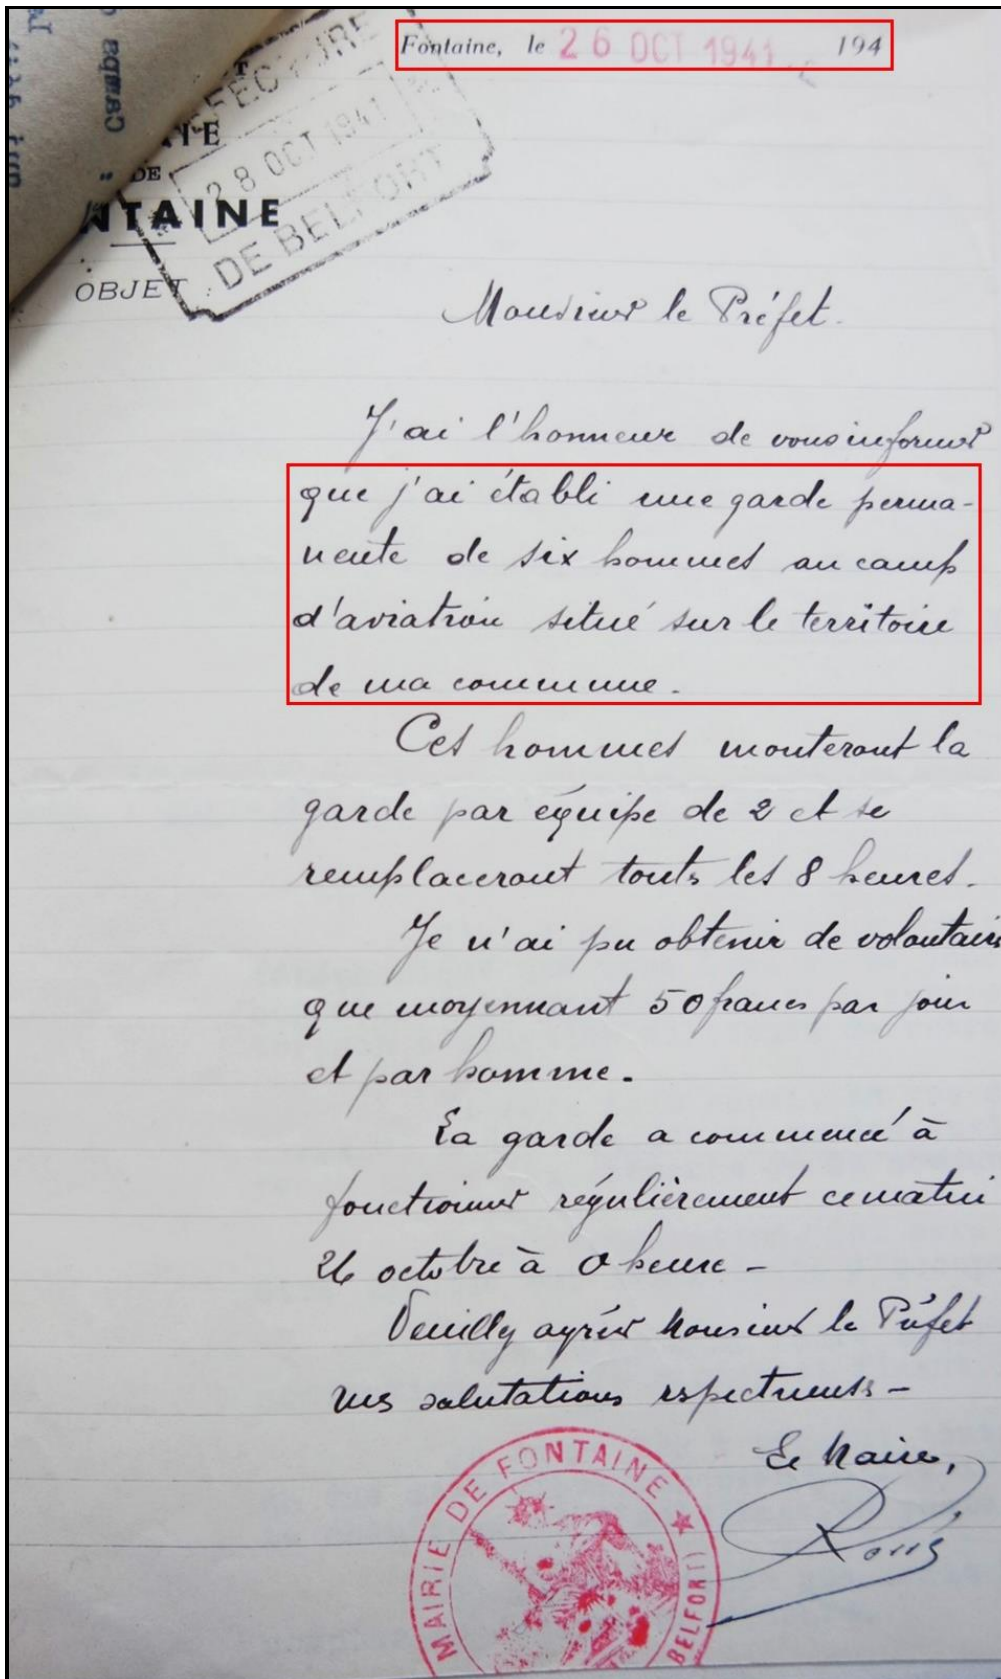 Fontaine, le 26 OCT 1941 194
PREFECTURE
28 OCT 1941
DE BELFORT
DE
NTAINE
OBJET :
Monsieur le Préfet.
J'ai l'honneur de vous informer
que j'ai établi une garde perma-
nente de six hommes au camp
d'aviation situé sur le territoire
de ma commune.
Ces hommes monteront la
garde par équipe de 2 et se
remplaceront touts les 8 heures.
Je n'ai pu obtenir de volontaires
que moyennant 50 francs par jour
et par homme.
La garde a commencé à
fonctionner régulièrement ce matin
26 octobre à 0 heure -
Veuilly agréer Monsieur le Préfet
mes salutations respectueuses -
Le Maire,
MAIRIE DE FONTAINE ★ BELFORT